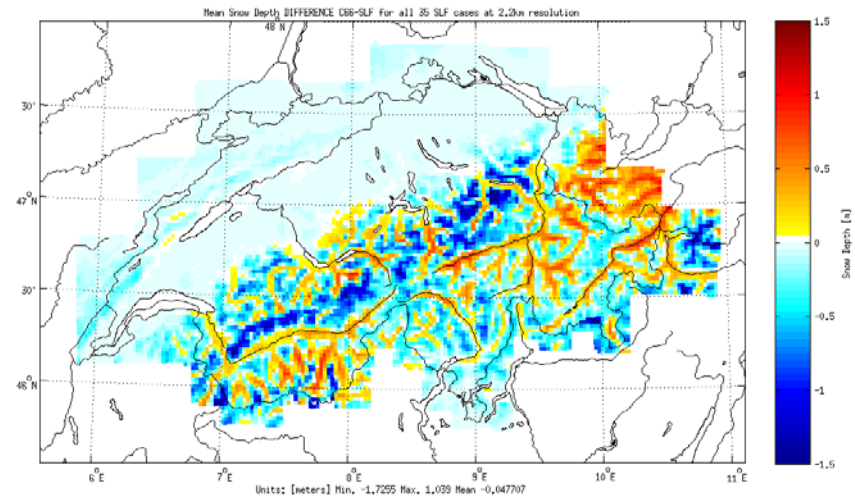 Mean Snow Depth DIFFERENCE C66-SLF for all 35 SLF cases at 2.2km resolution
48 N
30'
47°N
30'
46°N
6°E 7°E 8°E 9°E 10°E 11°E
Units: [meters] Min. -1.7255 Max. 1.039 Mean -0.047707
1.5
1
0.5
0
-0.5
-1
-1.5
Snow Depth [m]